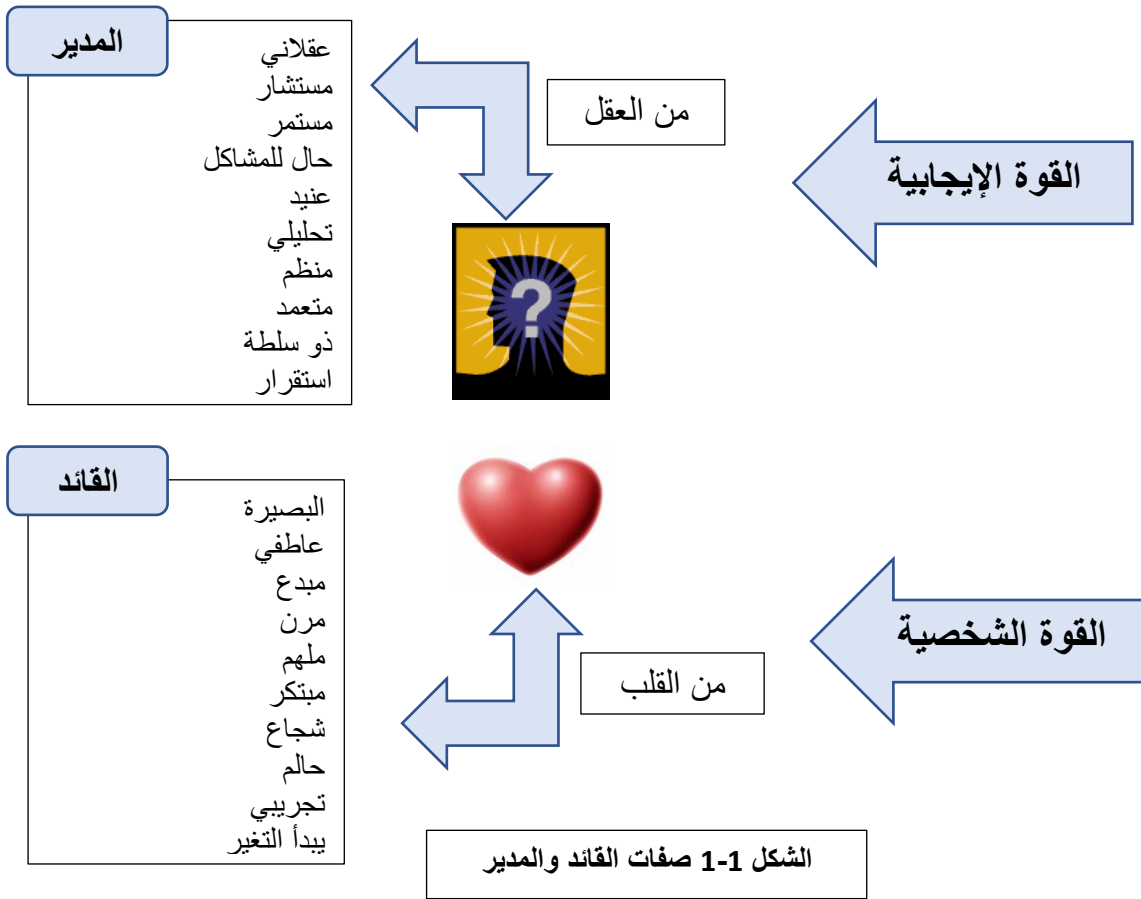 المدير
عقلاني
مستشار
مستمر
حال للمشاكل
عنيد
تحليلي
منظم
متعمد
ذو سلطة
استقرار
من العقل
القوة الإيجابية
?
القائد
البصيرة
عاطفي
مبدع
مرن
ملهم
مبتكر
شجاع
حالم
تجريبي
يبدأ التغير
من القلب
القوة الشخصية
الشكل 1-1 صفات القائد والمدير